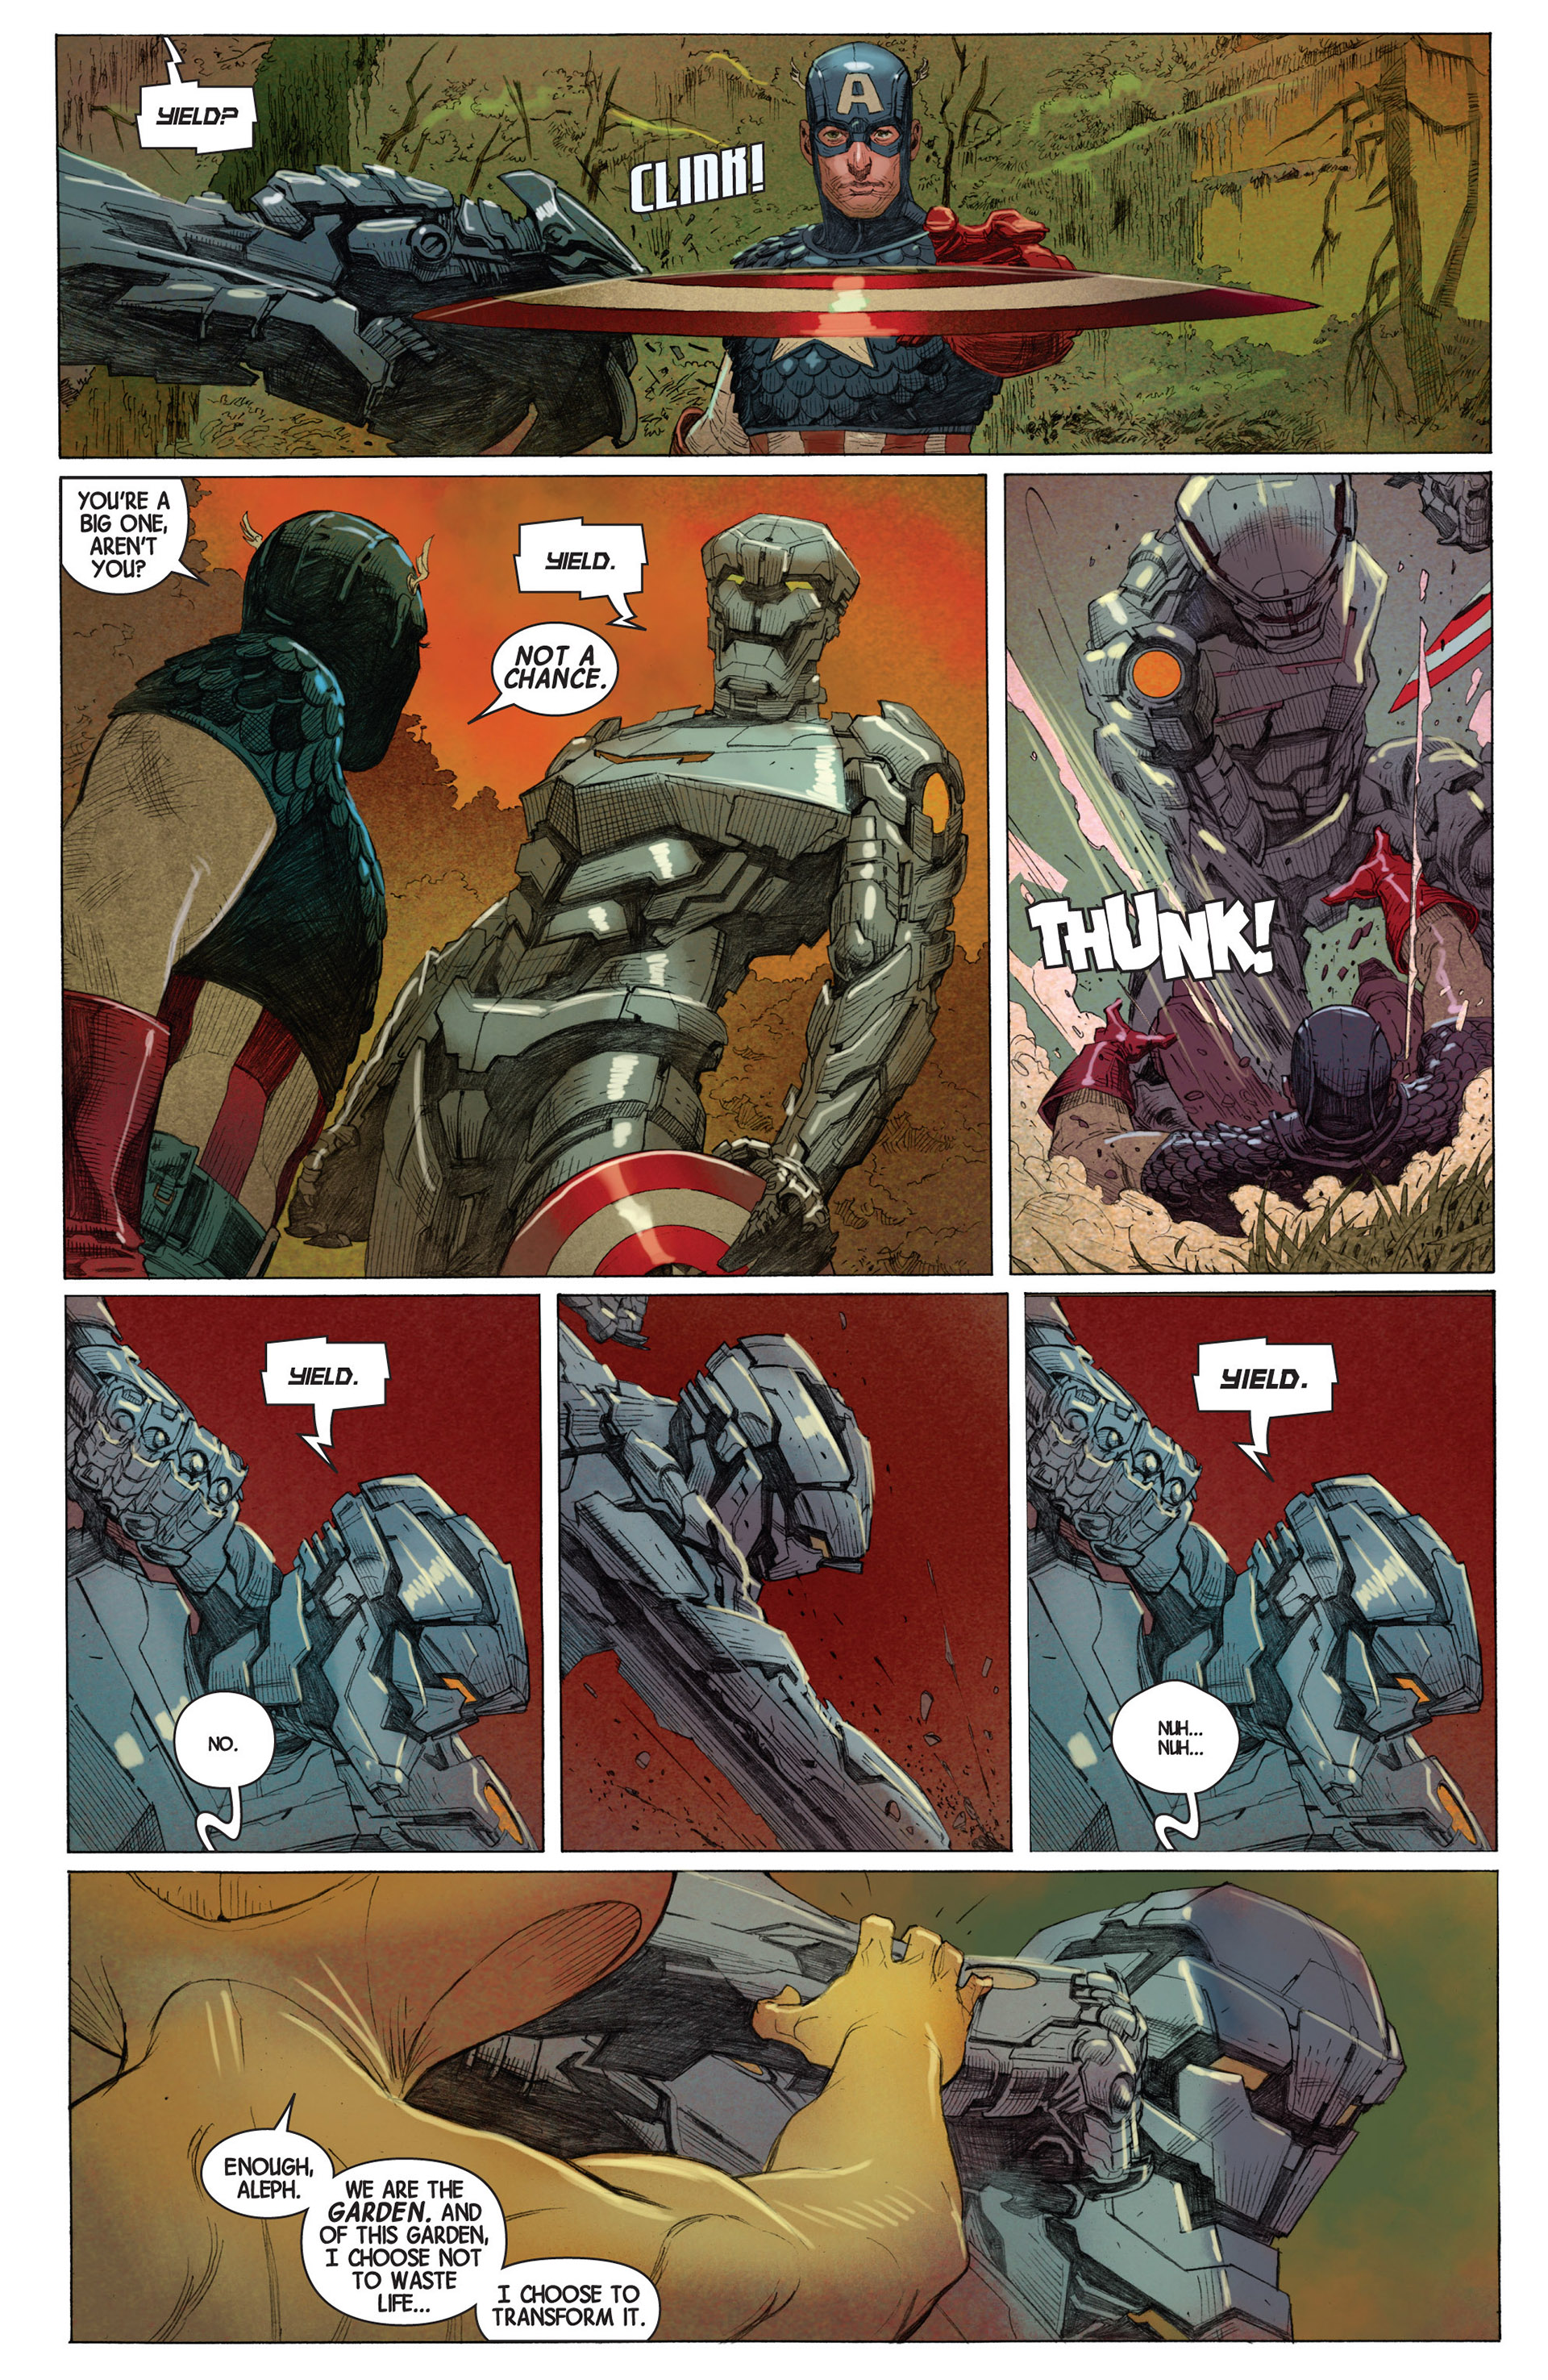 YIELD?
CLINK!
A
YOU'RE A
BIG ONE,
AREN'T
YOU?
YIELD.
NOT A
CHANCE.
THUNK!
YIELD.
NO.
YIELD.
NUH...
NUH...
ENOUGH,
ALEPH.
WE ARE THE
GARDEN. AND
OF THIS GARDEN,
I CHOOSE NOT
TO WASTE
LIFE...
I CHOOSE TO
TRANSFORM IT.